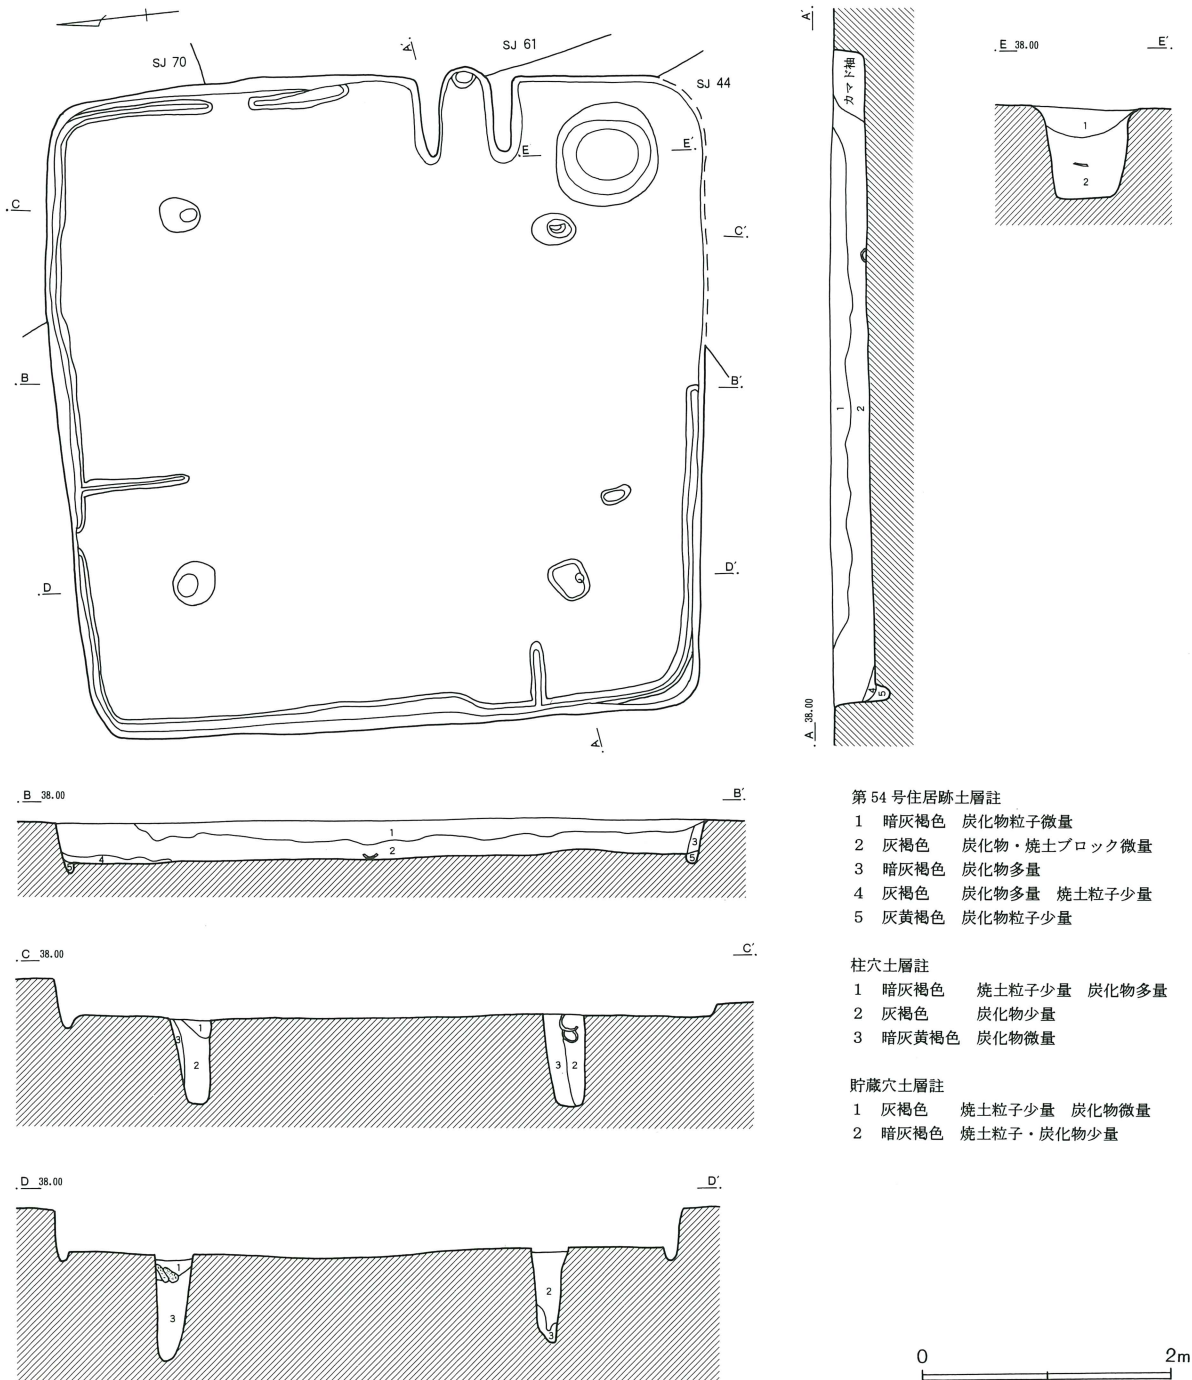 SJ 70
SJ 61
SJ 44
A´
E
E´
C
C´
B
B´
D
D´
A
A´
カマド袖
1
2
4
5
A 38.00
E 38.00
E´
1
2
B 38.00
B´
1
2
3
4
5
5
C 38.00
C´
1
3
2
3
2
D 38.00
D´
1
3
2
3
第54号住居跡土層註
1 暗灰褐色 炭化物粒子微量
2 灰褐色 炭化物・焼土ブロック微量
3 暗灰褐色 炭化物多量
4 灰褐色 炭化物多量 焼土粒子少量
5 灰黄褐色 炭化物粒子少量
柱穴土層註
1 暗灰褐色 焼土粒子少量 炭化物多量
2 灰褐色 炭化物少量
3 暗灰黄褐色 炭化物微量
貯蔵穴土層註
1 灰褐色 焼土粒子少量 炭化物微量
2 暗灰褐色 焼土粒子・炭化物少量
0 2m